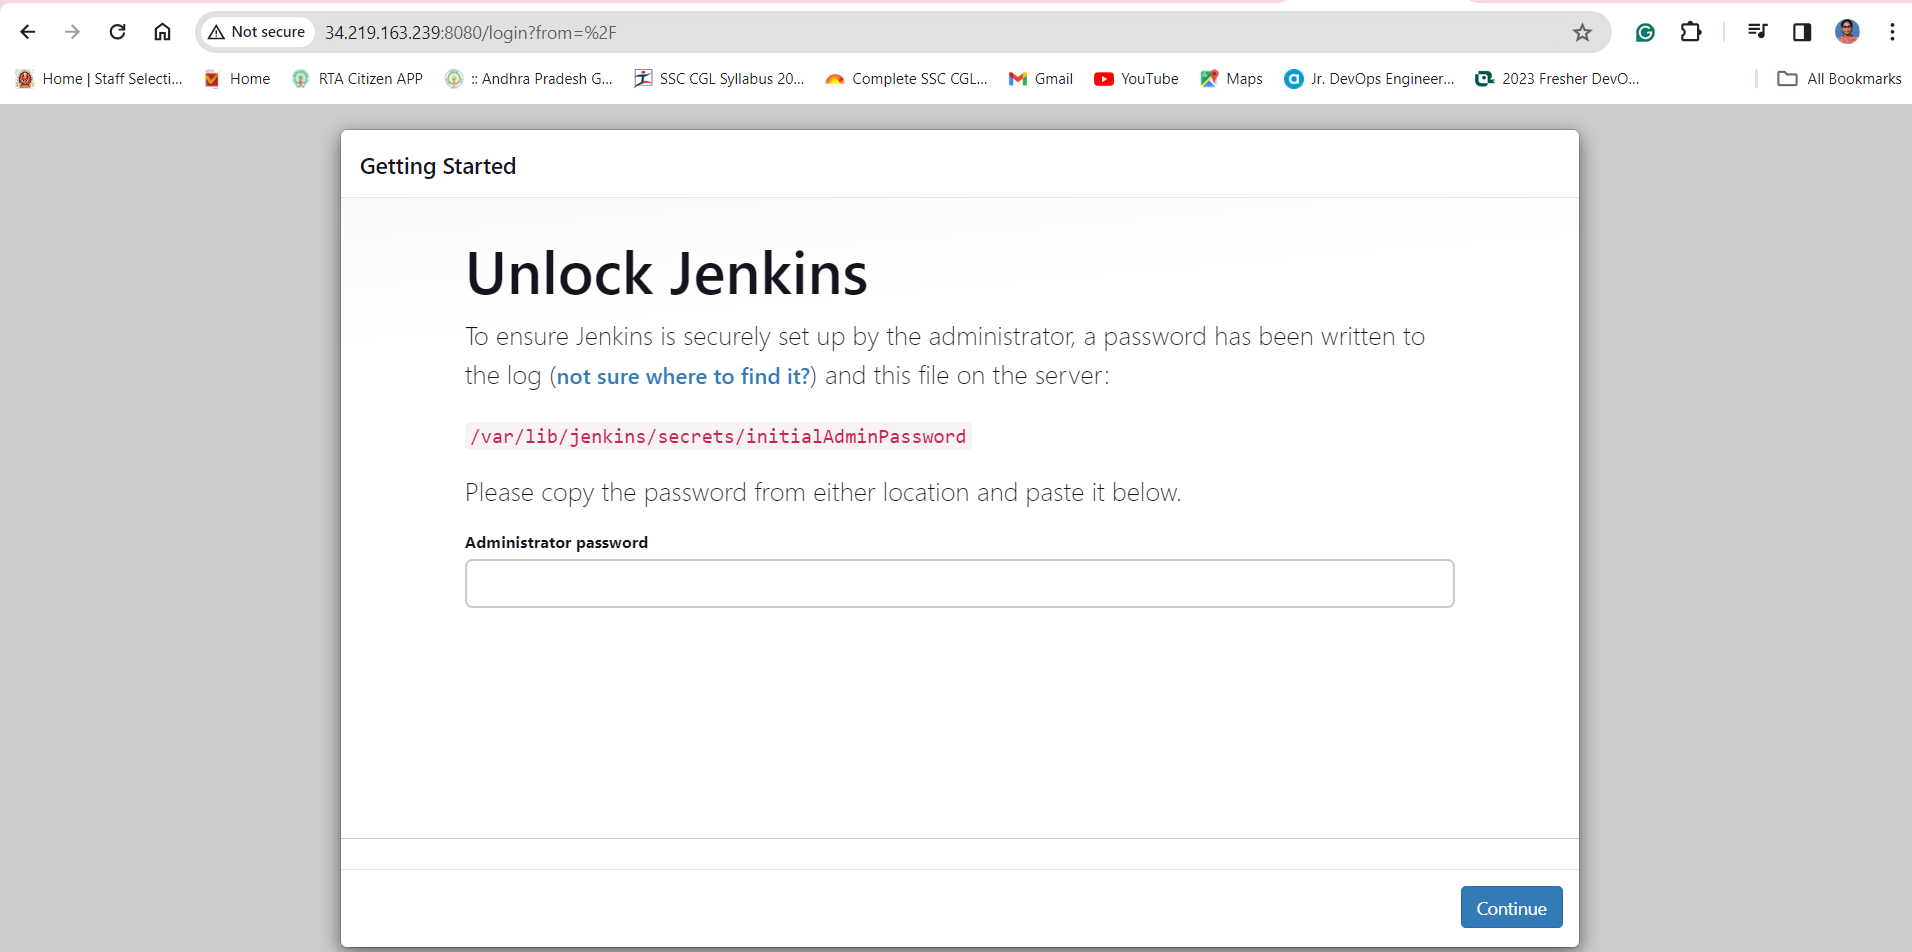 Not secure 34.219.163.239:8080/login?from=%2F
Home | Staff Selecti... Home RTA Citizen APP :: Andhra Pradesh G... SSC CGL Syllabus 20... Complete SSC CGL... Gmail YouTube Maps Jr. DevOps Engineer... 2023 Fresher DevO... All Bookmarks
Getting Started
Unlock Jenkins
To ensure Jenkins is securely set up by the administrator, a password has been written to
the log (not sure where to find it?) and this file on the server:
/var/lib/jenkins/secrets/initialAdminPassword
Please copy the password from either location and paste it below.
Administrator password
Continue